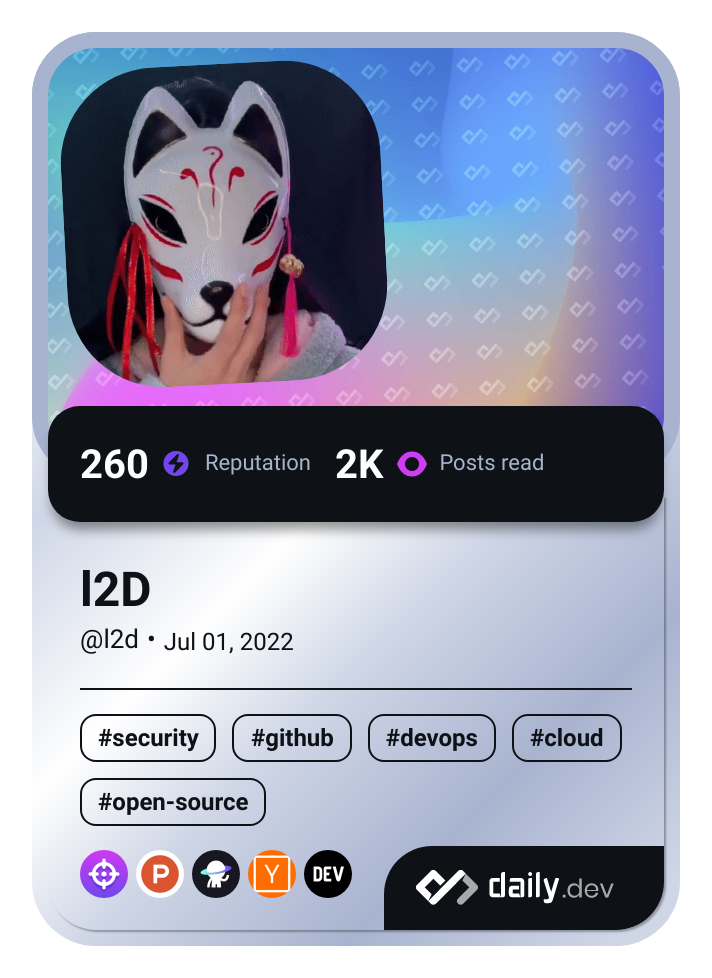 260 Reputation 2K Posts read
l2D
@l2d • Jul 01, 2022
#security #github #devops #cloud
#open-source
P Y DEV daily.dev